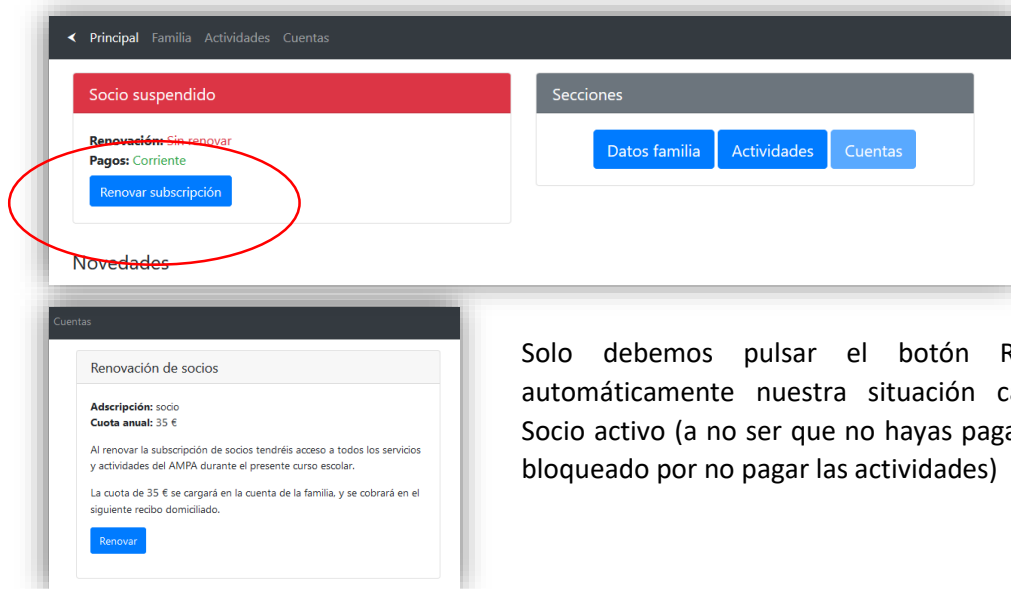 Principal Familia Actividades Cuentas
Socio suspendido
Renovación: Sin renovar
Pagos: Corriente
Renovar subscripción
Secciones
Datos familia Actividades Cuentas
Novedades
Cuentas
Renovación de socios
Adscripción: socio
Cuota anual: 35 €
Al renovar la subscripción de socios tendréis acceso a todos los servicios
y actividades del AMPA durante el presente curso escolar.
La cuota de 35 € se cargará en la cuenta de la familia, y se cobrará en el
siguiente recibo domiciliado.
Renovar
Solo debemos pulsar el botón
automáticamente nuestra situación
Socio activo (a no ser que no hayas
bloqueado por no pagar las actividades)